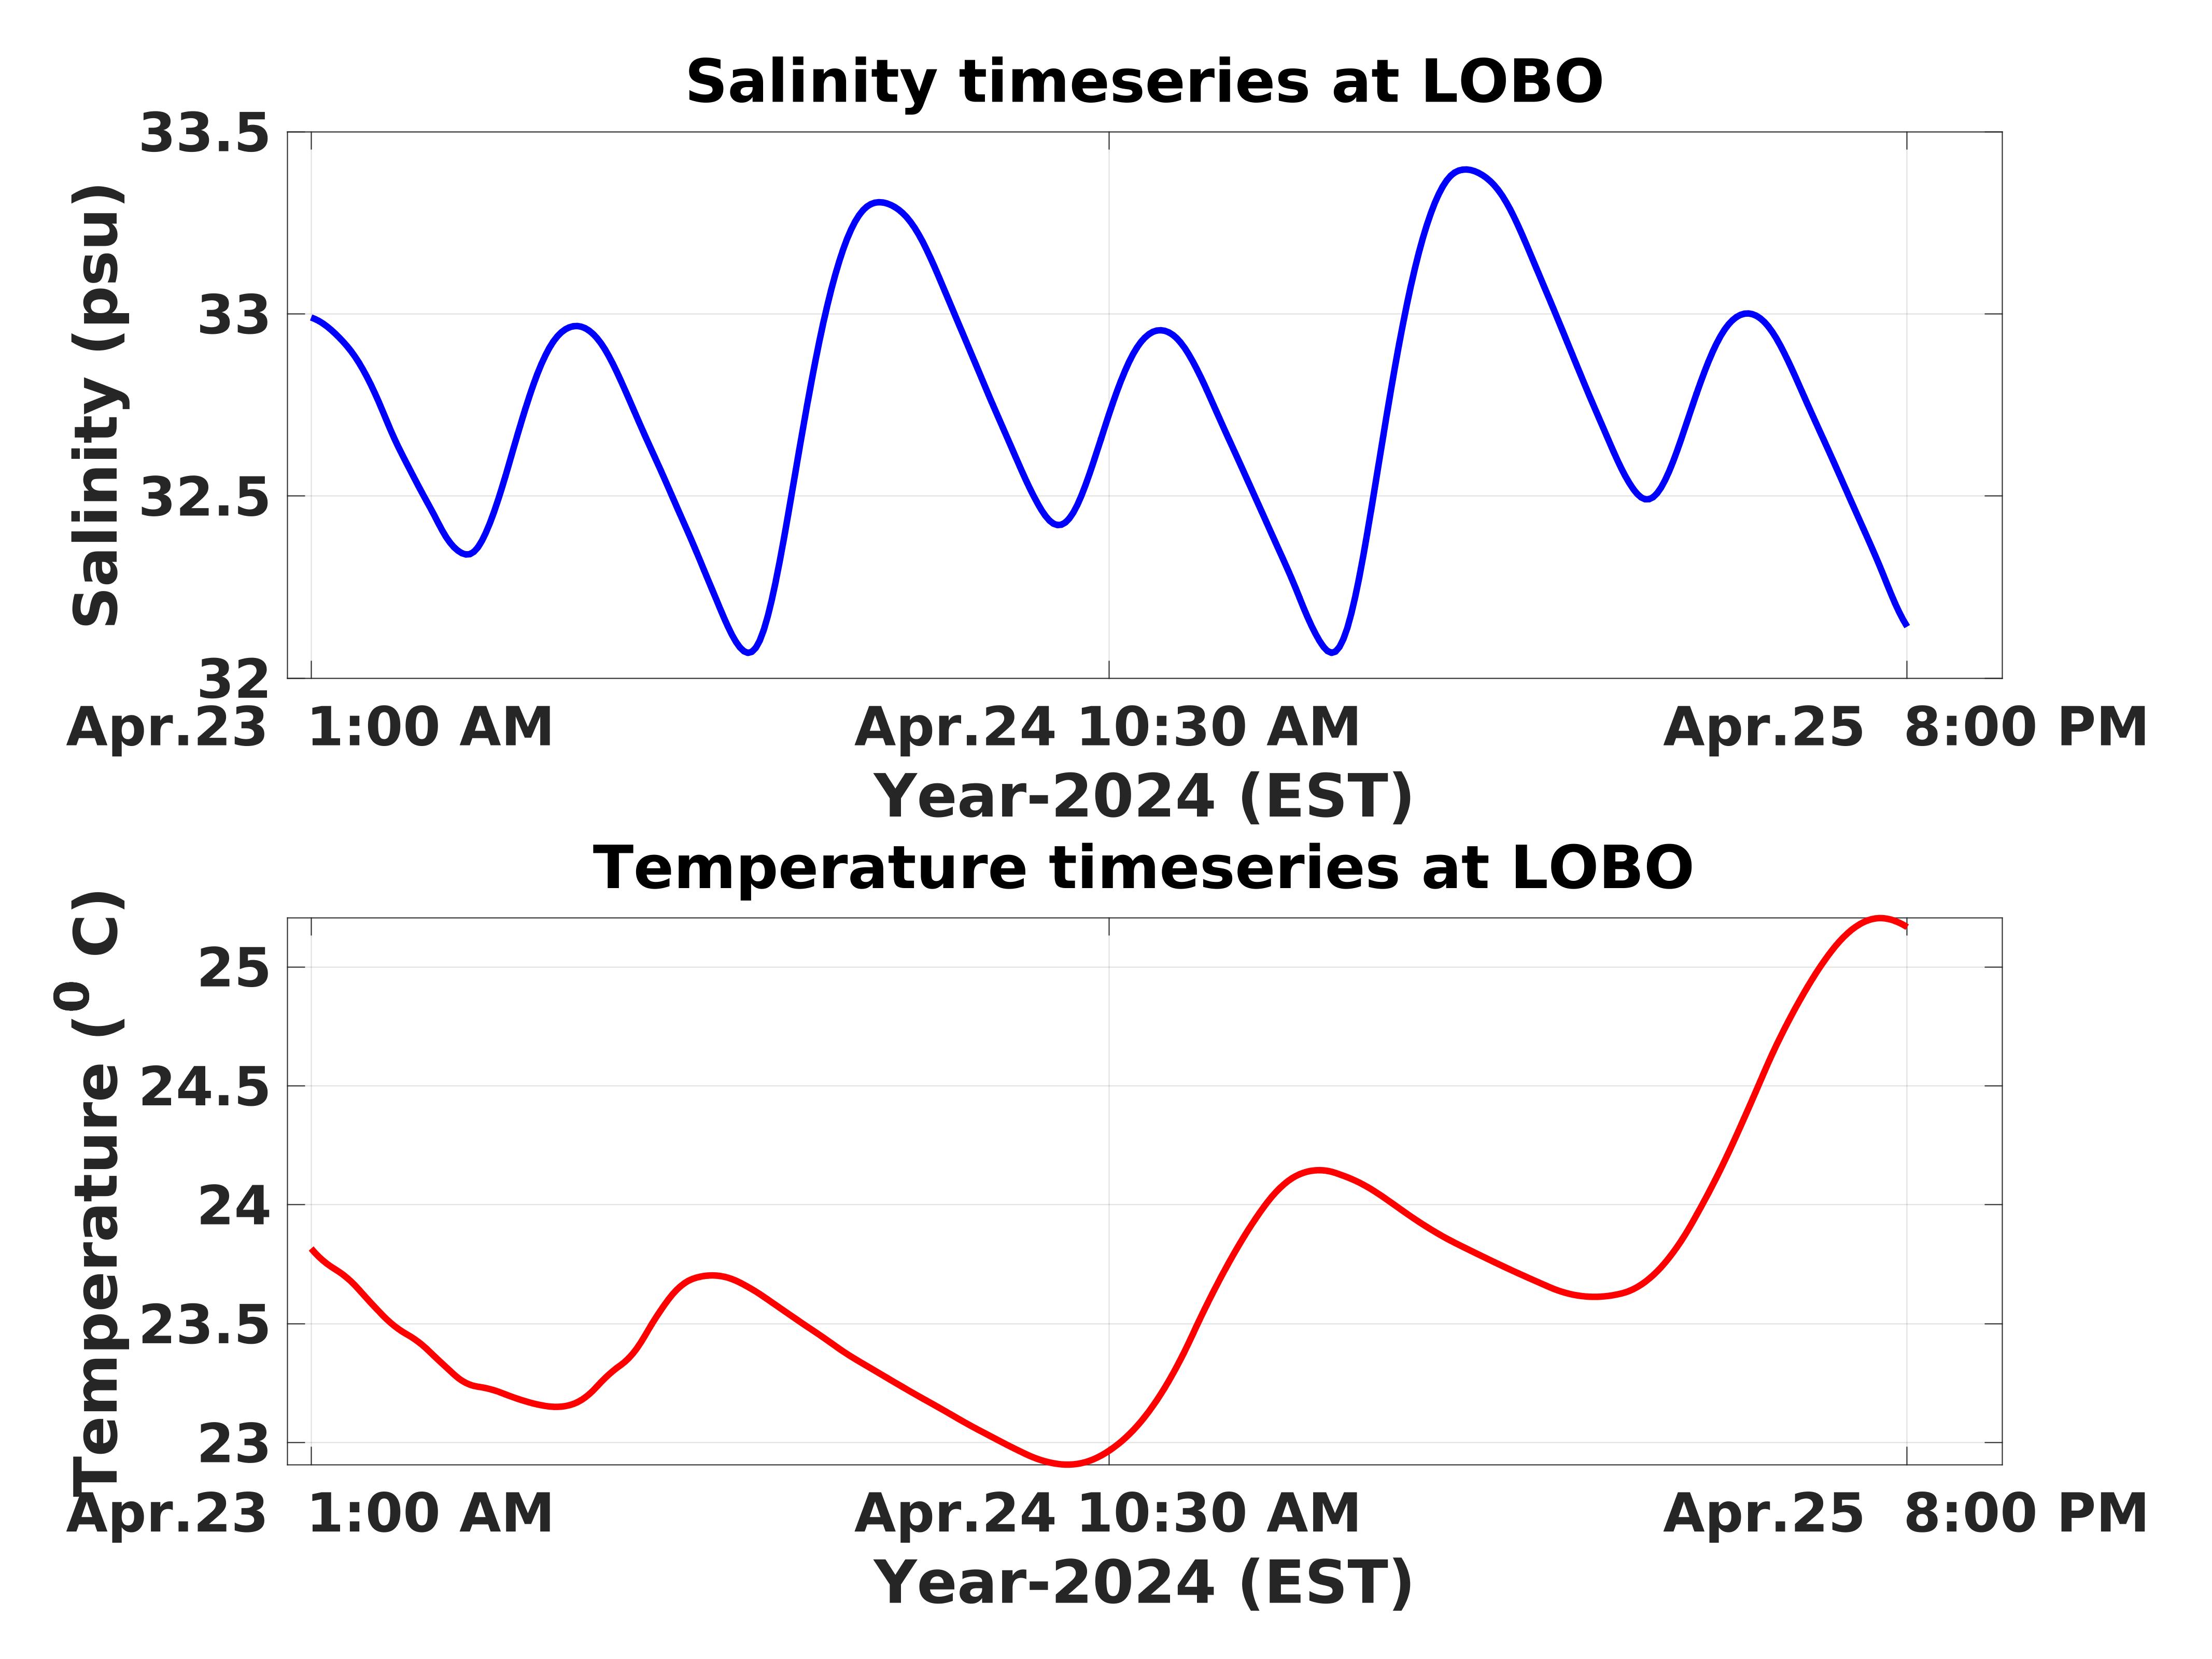 Salinity timeseries at LOBO
Salinity (psu)
33.5
33
32.5
32
Apr.23  1:00 AM
Apr.24 10:30 AM
Apr.25  8:00 PM
Year-2024 (EST)
Temperature timeseries at LOBO
Temperature (⁰ C)
25
24.5
24
23.5
23
Apr.23  1:00 AM
Apr.24 10:30 AM
Apr.25  8:00 PM
Year-2024 (EST)